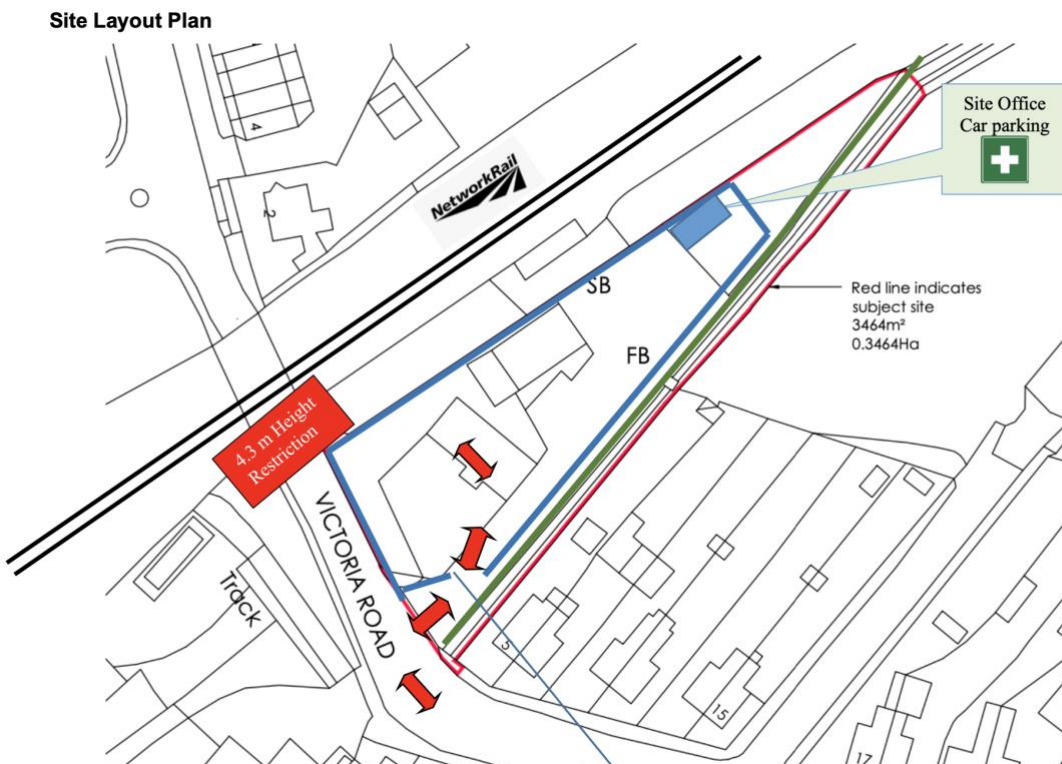 Site Layout Plan
Site Office
Car parking
4
NetworkRail
2
SB
Red line indicates
subject site
3464m²
0.3464Ha
FB
4.3 m Height
Restriction
VICTORIA ROAD
Track
5
15
17